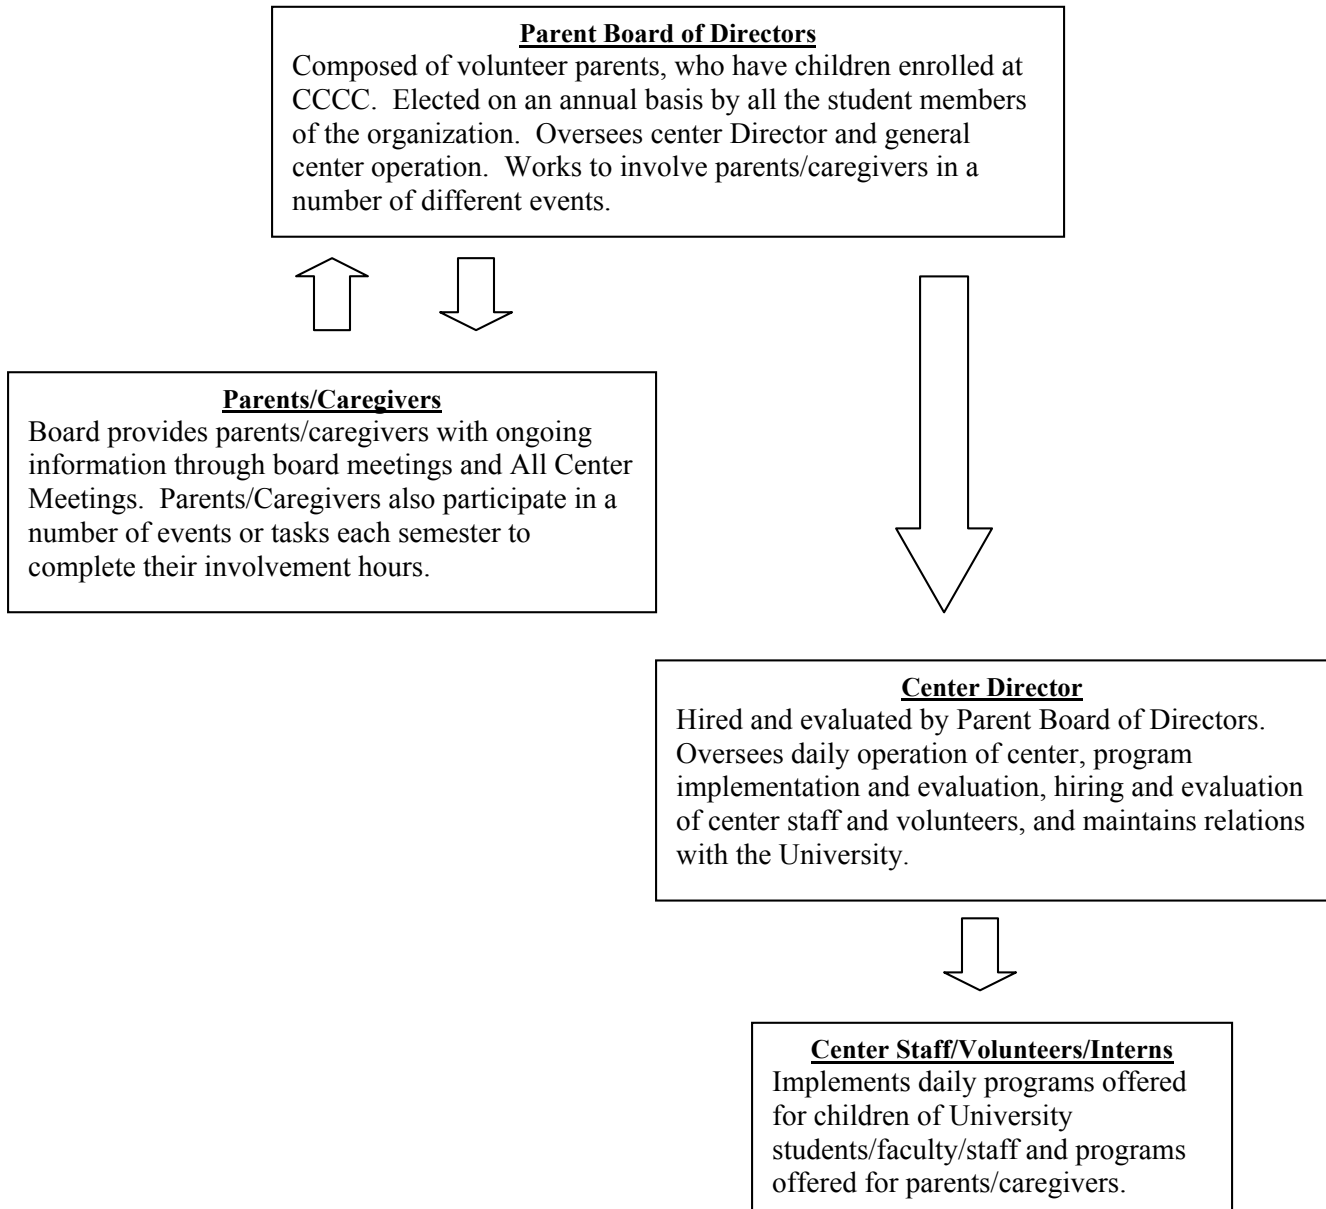 Parent Board of Directors
Composed of volunteer parents, who have children enrolled at
CCCC.  Elected on an annual basis by all the student members
of the organization.  Oversees center Director and general
center operation.  Works to involve parents/caregivers in a
number of different events.
Parents/Caregivers
Board provides parents/caregivers with ongoing
information through board meetings and All Center
Meetings.  Parents/Caregivers also participate in a
number of events or tasks each semester to
complete their involvement hours.
Center Director
Hired and evaluated by Parent Board of Directors.
Oversees daily operation of center, program
implementation and evaluation, hiring and evaluation
of center staff and volunteers, and maintains relations
with the University.
Center Staff/Volunteers/Interns
Implements daily programs offered
for children of University
students/faculty/staff and programs
offered for parents/caregivers.